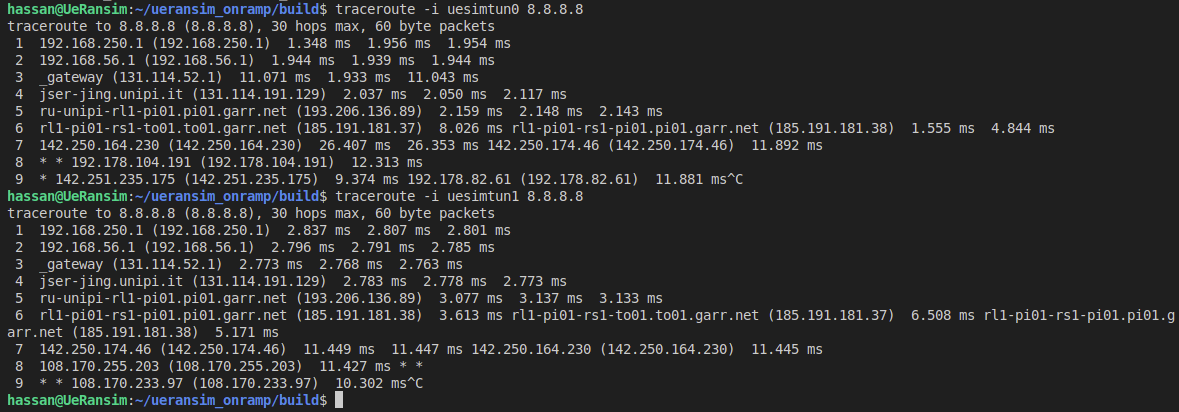 hassan@UeRansim:~/ueransim_onramp/build$ traceroute -i uesimtun0 8.8.8.8
traceroute to 8.8.8.8 (8.8.8.8), 30 hops max, 60 byte packets
 1  192.168.250.1 (192.168.250.1)  1.348 ms  1.956 ms  1.954 ms
 2  192.168.56.1 (192.168.56.1)  1.944 ms  1.939 ms  1.944 ms
 3  _gateway (131.114.52.1)  11.071 ms  1.933 ms  11.043 ms
 4  jser-jing.unipi.it (131.114.191.129)  2.037 ms  2.050 ms  2.117 ms
 5  ru-unipi-rl1-pi01.pi01.garr.net (193.206.136.89)  2.159 ms  2.148 ms  2.143 ms
 6  rl1-pi01-rs1-to01.to01.garr.net (185.191.181.37)  8.026 ms rl1-pi01-rs1-pi01.pi01.garr.net (185.191.181.38)  1.555 ms  4.844 ms
 7  142.250.164.230 (142.250.164.230)  26.407 ms  26.353 ms 142.250.174.46 (142.250.174.46)  11.892 ms
 8  * * 192.178.104.191 (192.178.104.191)  12.313 ms
 9  * 142.251.235.175 (142.251.235.175)  9.374 ms 192.178.82.61 (192.178.82.61)  11.881 ms^C
hassan@UeRansim:~/ueransim_onramp/build$ traceroute -i uesimtun1 8.8.8.8
traceroute to 8.8.8.8 (8.8.8.8), 30 hops max, 60 byte packets
 1  192.168.250.1 (192.168.250.1)  2.837 ms  2.807 ms  2.801 ms
 2  192.168.56.1 (192.168.56.1)  2.796 ms  2.791 ms  2.785 ms
 3  _gateway (131.114.52.1)  2.773 ms  2.768 ms  2.763 ms
 4  jser-jing.unipi.it (131.114.191.129)  2.783 ms  2.778 ms  2.773 ms
 5  ru-unipi-rl1-pi01.pi01.garr.net (193.206.136.89)  3.077 ms  3.137 ms  3.133 ms
 6  rl1-pi01-rs1-pi01.pi01.garr.net (185.191.181.38)  3.613 ms rl1-pi01-rs1-to01.to01.garr.net (185.191.181.37)  6.508 ms rl1-pi01-rs1-pi01.pi01.g
arr.net (185.191.181.38)  5.171 ms
 7  142.250.174.46 (142.250.174.46)  11.449 ms  11.447 ms 142.250.164.230 (142.250.164.230)  11.445 ms
 8  108.170.255.203 (108.170.255.203)  11.427 ms * *
 9  * * 108.170.233.97 (108.170.233.97)  10.302 ms^C
hassan@UeRansim:~/ueransim_onramp/build$